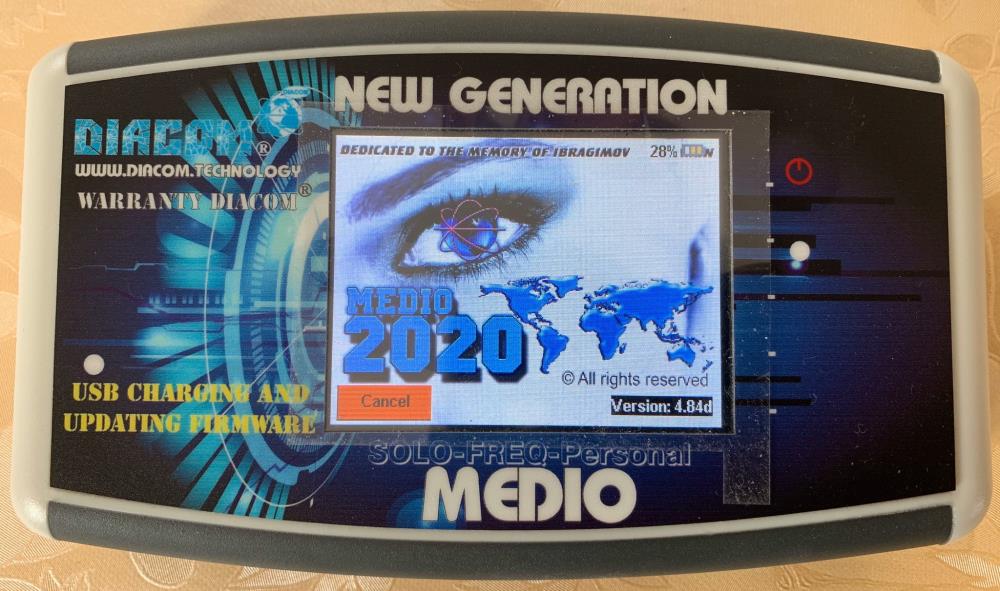 NEW GENERATION
DIACOM
DIACOM®
WWW.DIACOM.TECHNOLOGY
WARRANTY DIACOM®
DEDICATED TO THE MEMORY OF IBRAGIMOV 28% N
MEDIO
2020
© All rights reserved
Cancel
Version: 4.84d
USB CHARGING AND
UPDATING FIRMWARE
SOLO-FREQ-Personal
MEDIO